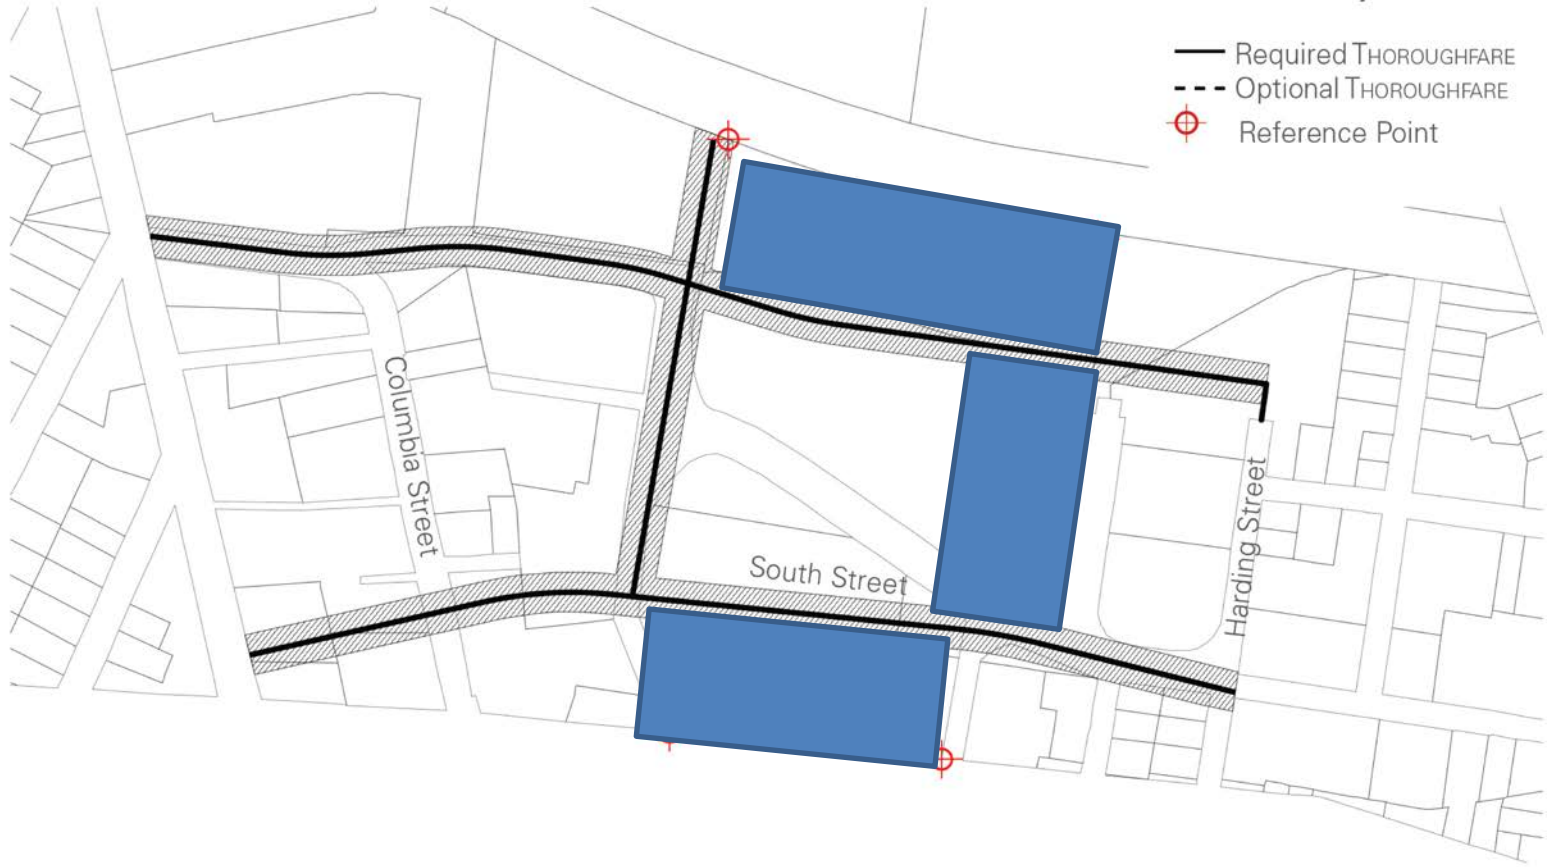 Required THOROUGHFARE
Optional THOROUGHFARE
Reference Point
Columbia Street
South Street
Harding Street